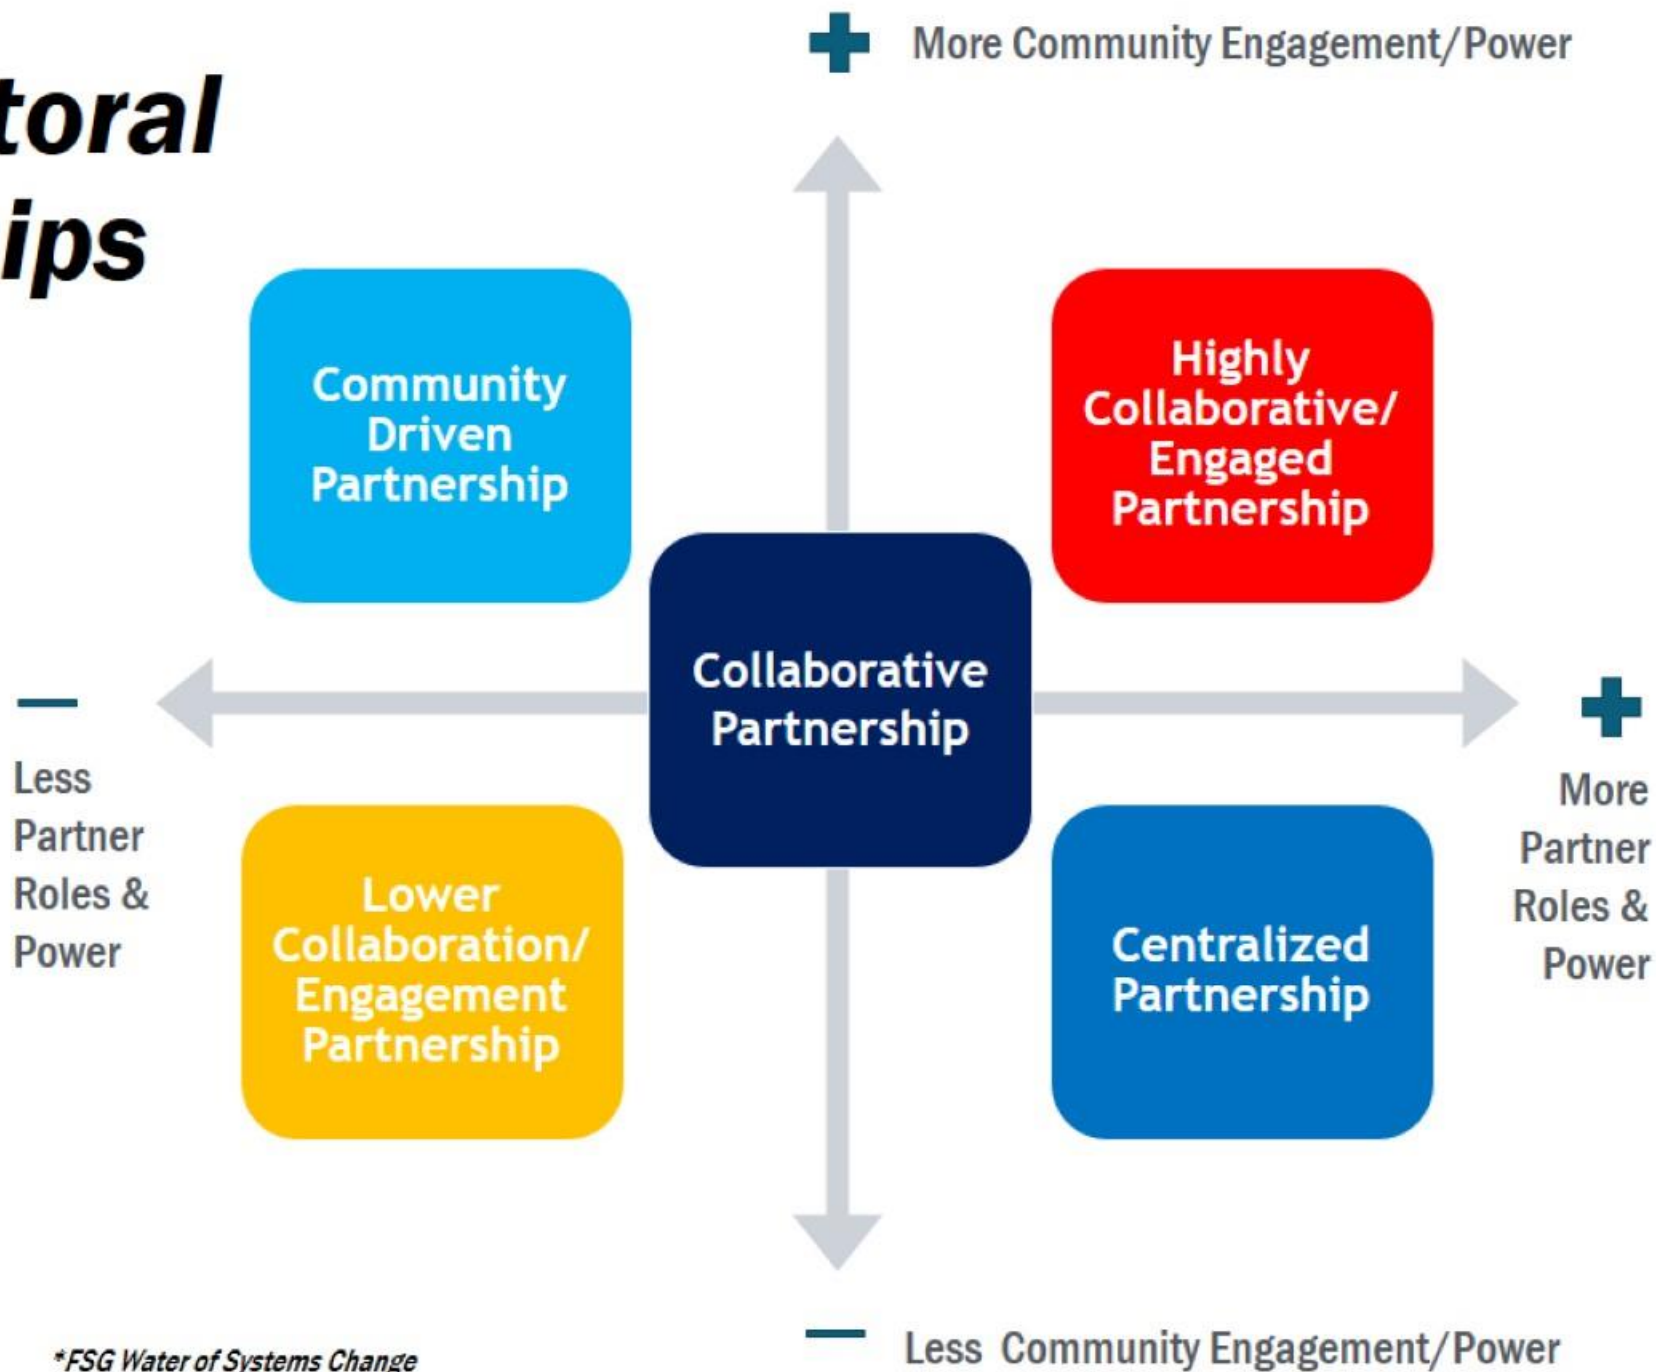 toral
ips
More Community Engagement/Power
Community
Driven
Partnership
Highly
Collaborative/
Engaged
Partnership
Collaborative
Partnership
Less
Partner
Roles &
Power
More
Partner
Roles &
Power
Lower
Collaboration/
Engagement
Partnership
Centralized
Partnership
Less Community Engagement/Power
*FSG Water of Systems Change